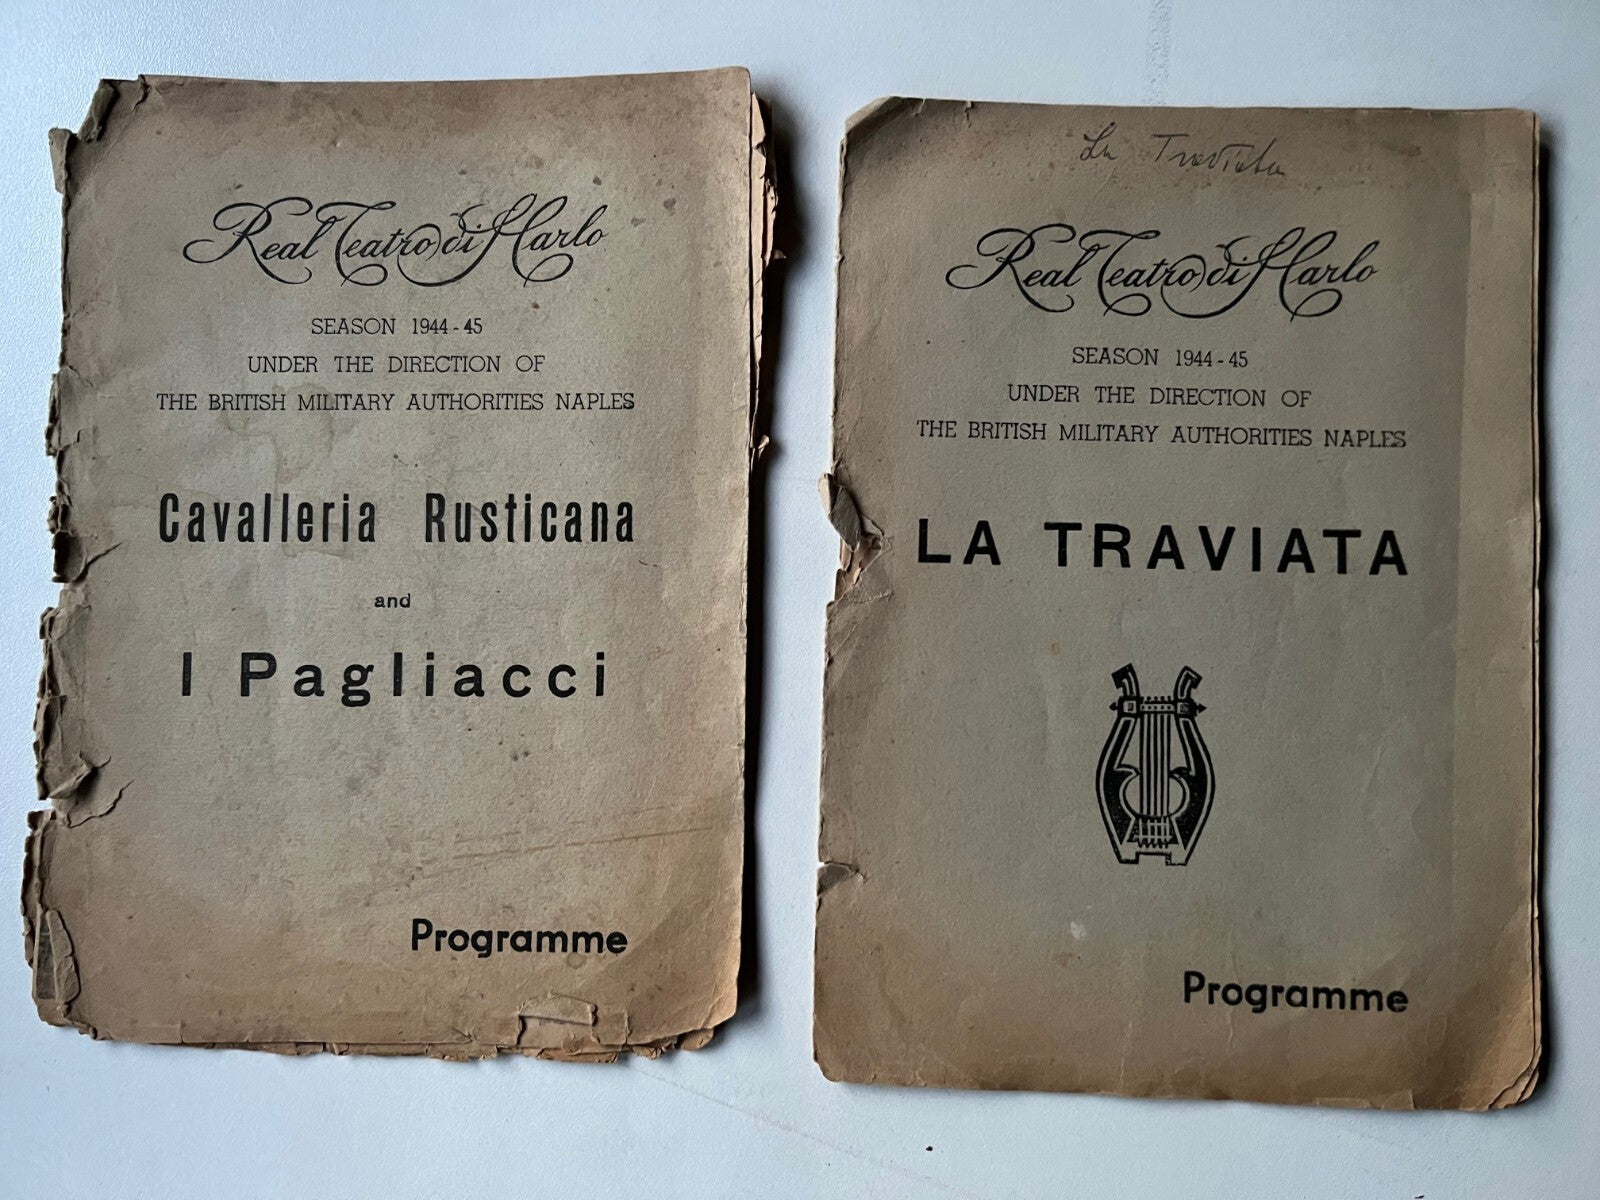 Real Teatro di S. Carlo
SEASON 1944-45
UNDER THE DIRECTION OF
THE BRITISH MILITARY AUTHORITIES NAPLES
Cavalleria Rusticana
and
I Pagliacci
Programme
La Traviata
Real Teatro di S. Carlo
SEASON 1944-45
UNDER THE DIRECTION OF
THE BRITISH MILITARY AUTHORITIES NAPLES
LA TRAVIATA
Programme